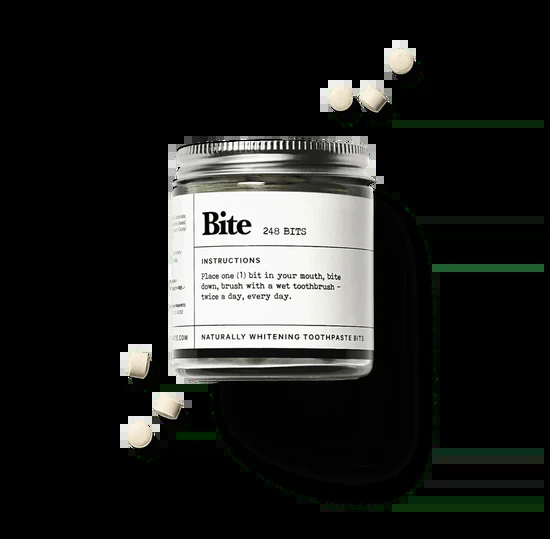 Bite 248 BITS
INSTRUCTIONS
Place one (1) bit in your mouth, bite
down, brush with a wet toothbrush -
twice a day, every day.
NATURALLY WHITENING TOOTHPASTE BITS